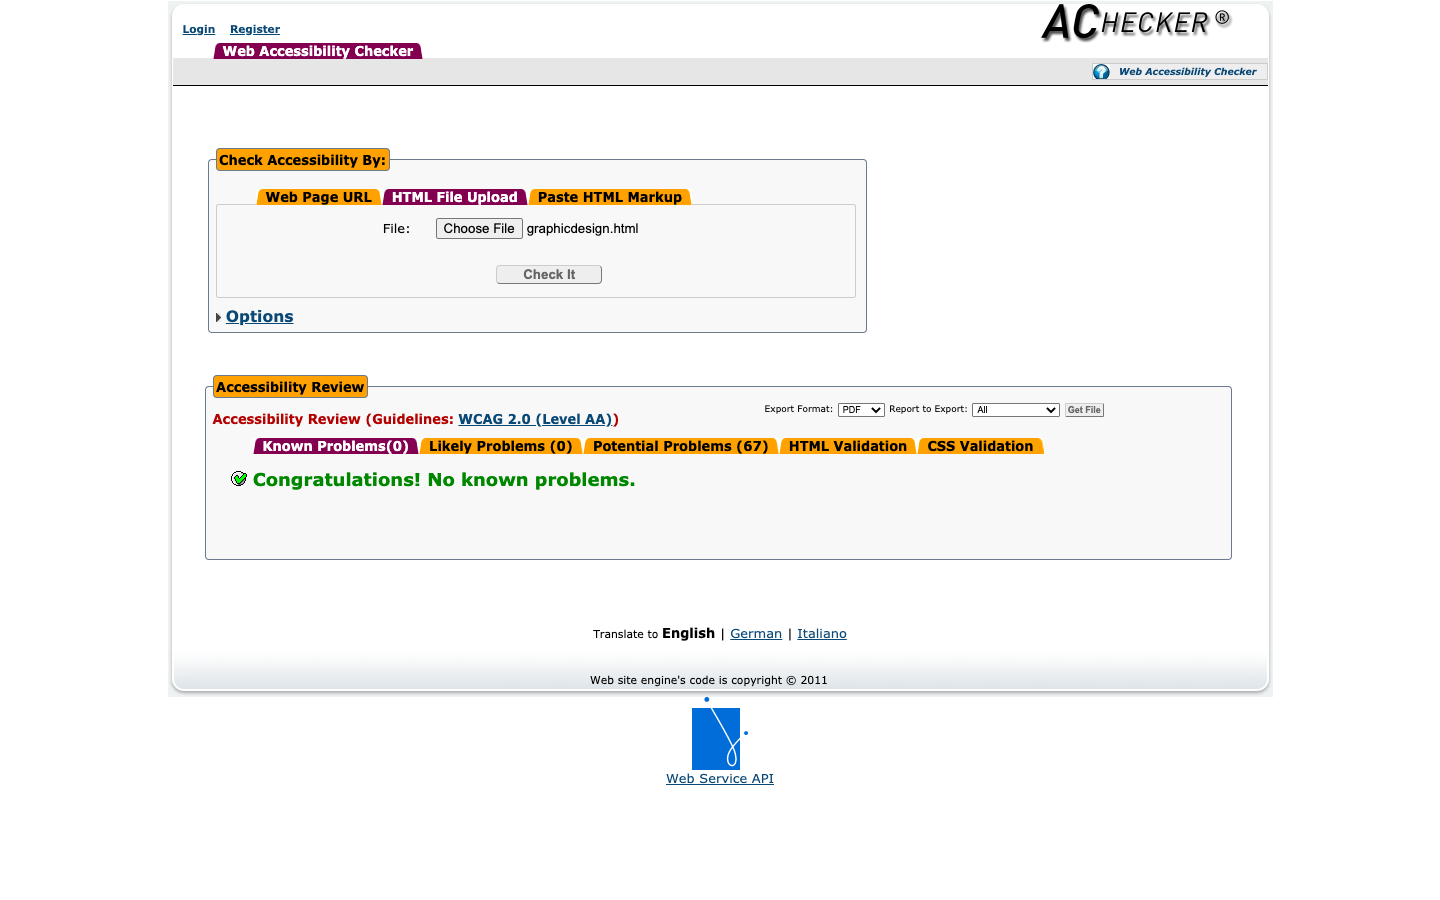 Login Register
ACHECKER ®
Web Accessibility Checker
Web Accessibility Checker
Check Accessibility By:
Web Page URL HTML File Upload Paste HTML Markup
File: Choose File graphicdesign.html
Check It
Options
Accessibility Review
Accessibility Review (Guidelines: WCAG 2.0 (Level AA))
Export Format: PDF Report to Export: All Get File
Known Problems(0) Likely Problems (0) Potential Problems (67) HTML Validation CSS Validation
Congratulations! No known problems.
Translate to English | German | Italiano
Web site engine's code is copyright © 2011
Web Service API